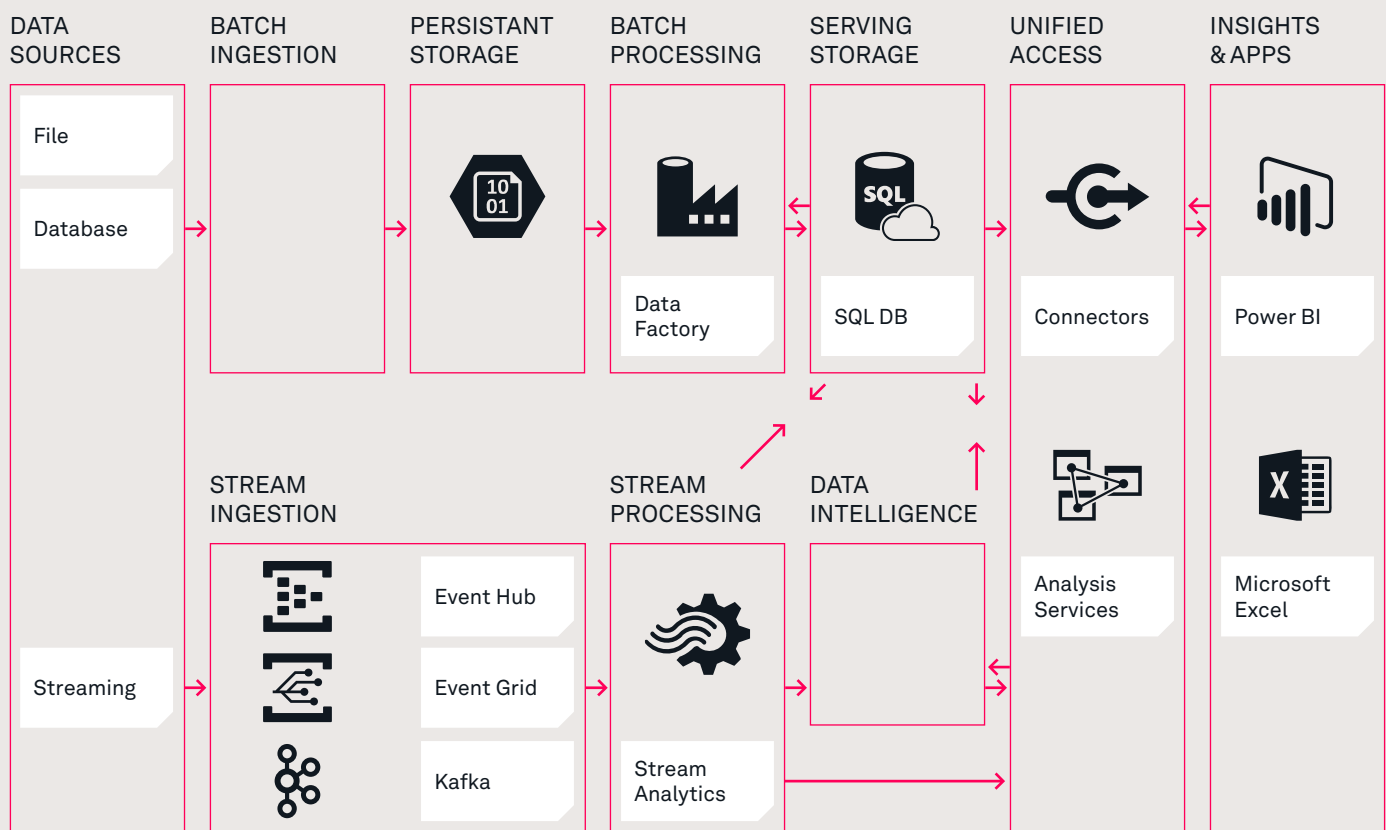 DATA
SOURCES
BATCH
INGESTION
PERSISTANT
STORAGE
BATCH
PROCESSING
SERVING
STORAGE
UNIFIED
ACCESS
INSIGHTS
& APPS
File
Database
10
01
SQL
Data
Factory
SQL DB
Connectors
Power BI
STREAM
INGESTION
STREAM
PROCESSING
DATA
INTELLIGENCE
X
Event Hub
Analysis
Services
Microsoft
Excel
Streaming
Event Grid
Kafka
Stream
Analytics